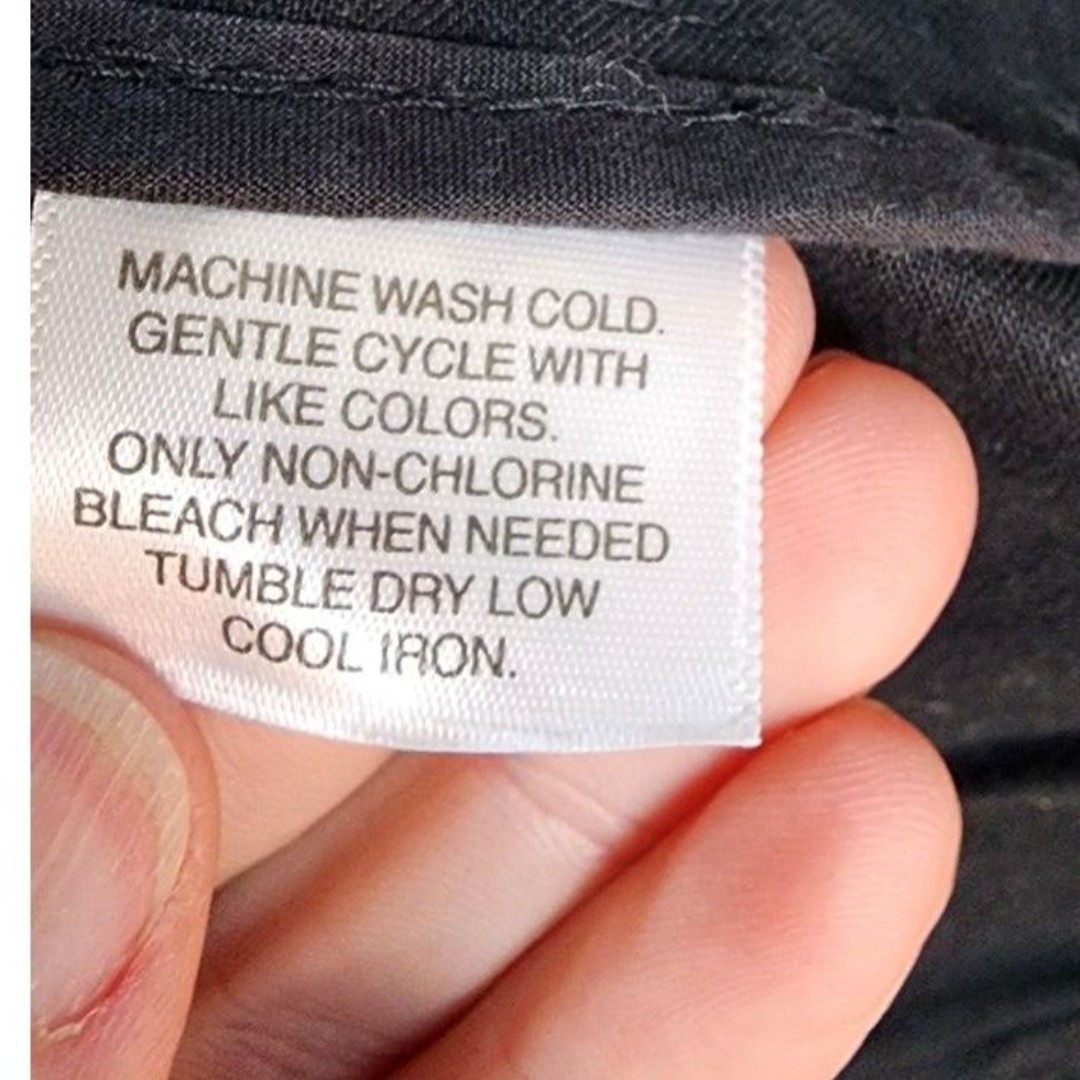 MACHINE WASH COLD.
GENTLE CYCLE WITH
LIKE COLORS.
ONLY NON-CHLORINE
BLEACH WHEN NEEDED
TUMBLE DRY LOW
COOL IRON.